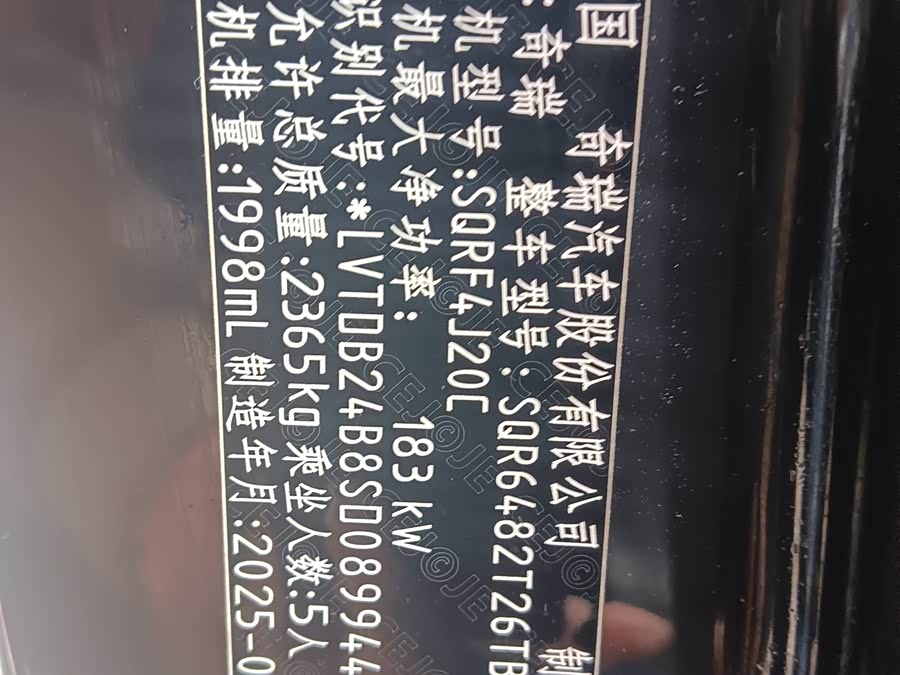 国 奇瑞汽车股份有限公司 制
:奇瑞 整车型号:SQR6482T26TB
机型号:SQRF4J20C
机最大净功率: 183 kW
识别代号:*LVTDB24B8SD089944
允许总质量:2365kg 乘坐人数:5人
机排量:1998mL 制造年月:2025-0